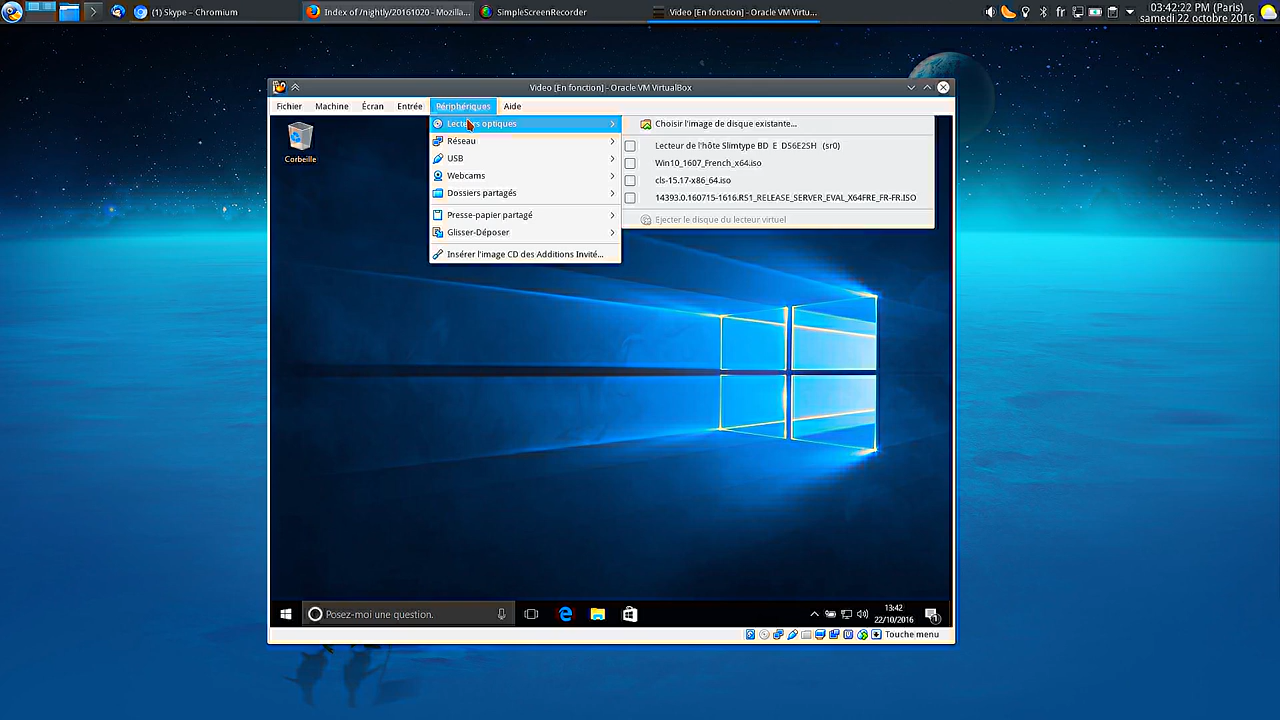 (1) Skype - Chromium
Index of /nightly/20161020 - Mozilla...
SimpleScreenRecorder
Video [En fonction] - Oracle VM Virtu...
fr
03:42:22 PM (Paris)
samedi 22 octobre 2016
Video [En fonction] - Oracle VM VirtualBox
Fichier Machine Écran Entrée Périphériques Aide
Lecteurs optiques
Réseau
USB
Webcams
Dossiers partagés
Presse-papier partagé
Glisser-Déposer
Insérer l'image CD des Additions Invité...
Choisir l'image de disque existante...
Lecteur de l'hôte Slimtype BD E D56E2SH (sr0)
Win10_1607_French_x64.iso
cls-15.17-x86_64.iso
14393.0.160715-1616.RS1_RELEASE_SERVER_EVAL_X64FRE_FR-FR.ISO
Ejecter le disque du lecteur virtuel
Corbeille
Posez-moi une question.
13:42
22/10/2016
1
Touche menu